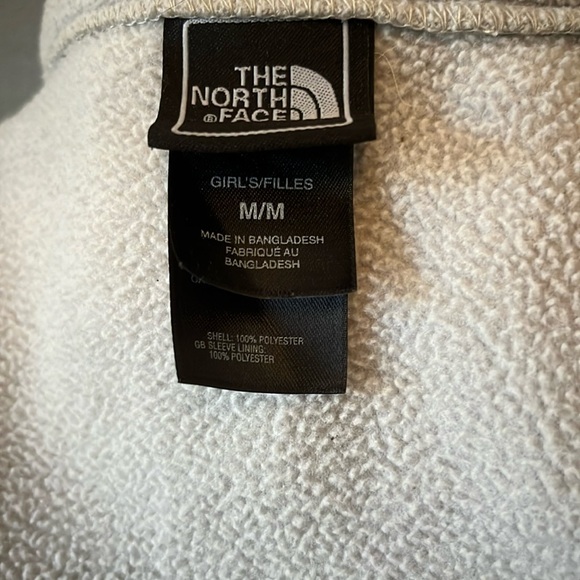 THE
NORTH
FACE®
GIRL'S/FILLES
M/M
MADE IN BANGLADESH
FABRIQUÉ AU
BANGLADESH
SHELL: 100% POLYESTER
GB SLEEVE LINING:
100% POLYESTER